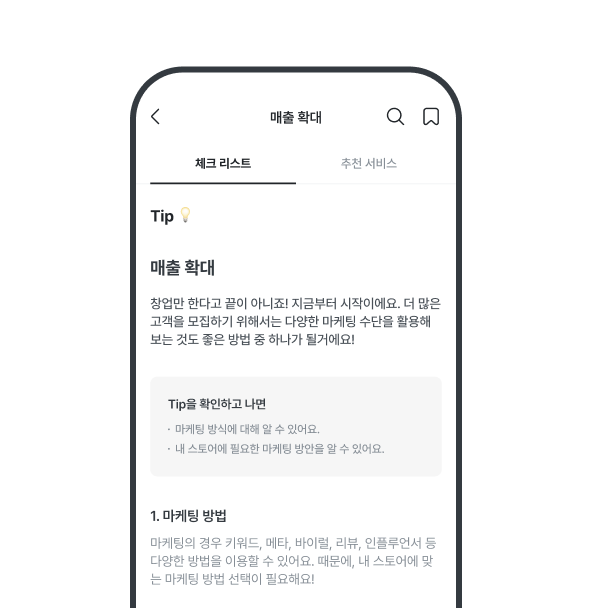 매출 확대
체크 리스트
추천 서비스
Tip
매출 확대
창업만 한다고 끝이 아니죠! 지금부터 시작이에요. 더 많은
고객을 모집하기 위해서는 다양한 마케팅 수단을 활용해
보는 것도 좋은 방법 중 하나가 될거에요!
Tip을 확인하고 나면
· 마케팅 방식에 대해 알 수 있어요.
· 내 스토어에 필요한 마케팅 방안을 알 수 있어요.
1. 마케팅 방법
마케팅의 경우 키워드, 메타, 바이럴, 리뷰, 인플루언서 등
다양한 방법을 이용할 수 있어요. 때문에, 내 스토어에 맞
는 마케팅 방법 선택이 필요해요!